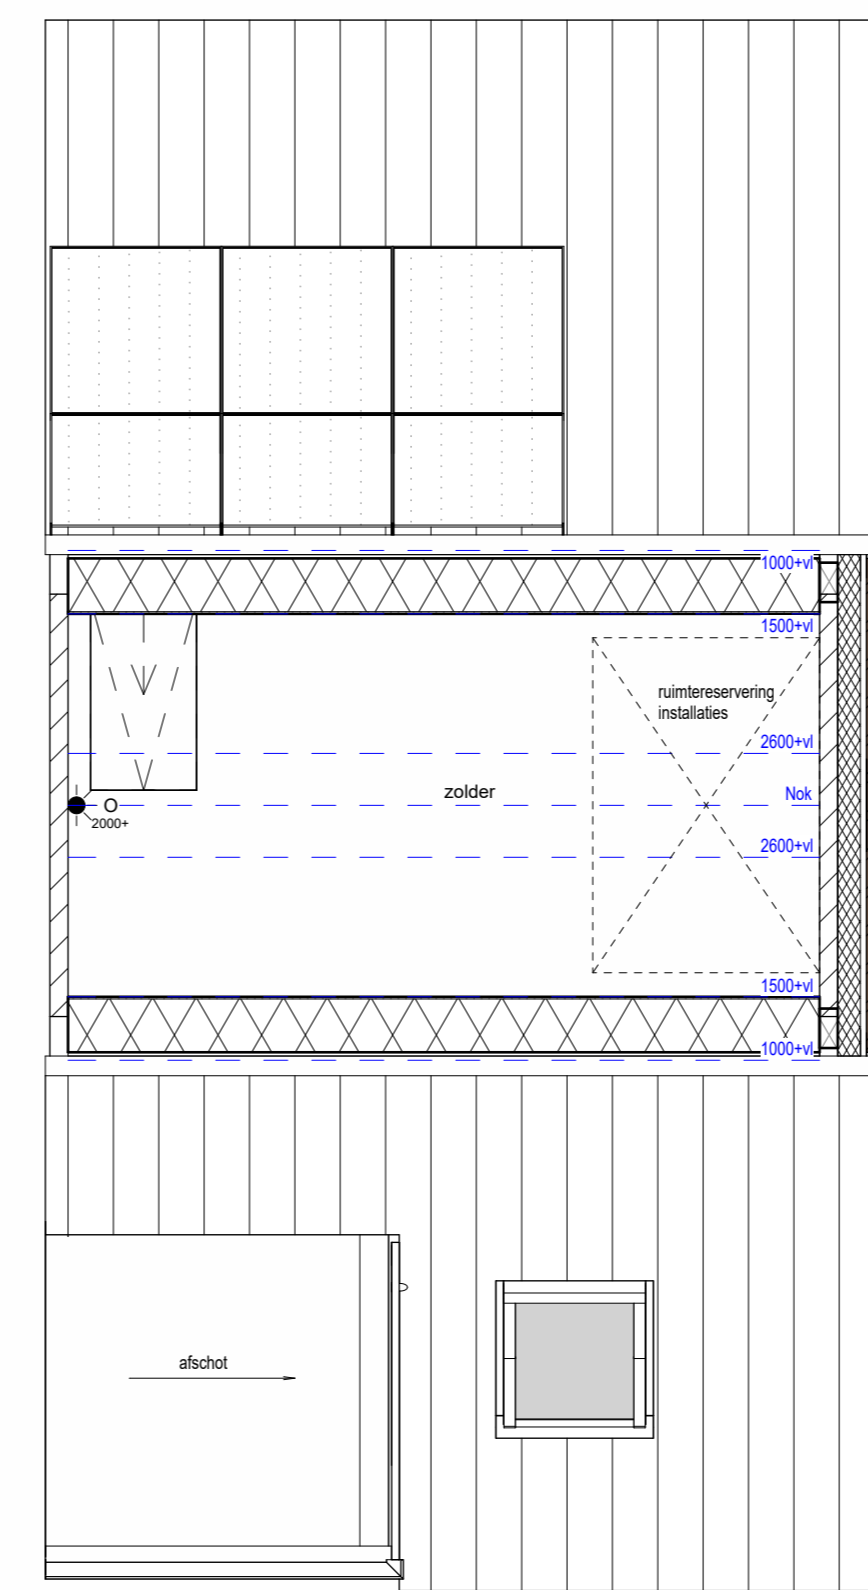 1000+vl
1500+vl
ruimtereservering
installaties
2600+vl
zolder
Nok
O
2000+
2600+vl
1500+vl
1000+vl
afschot